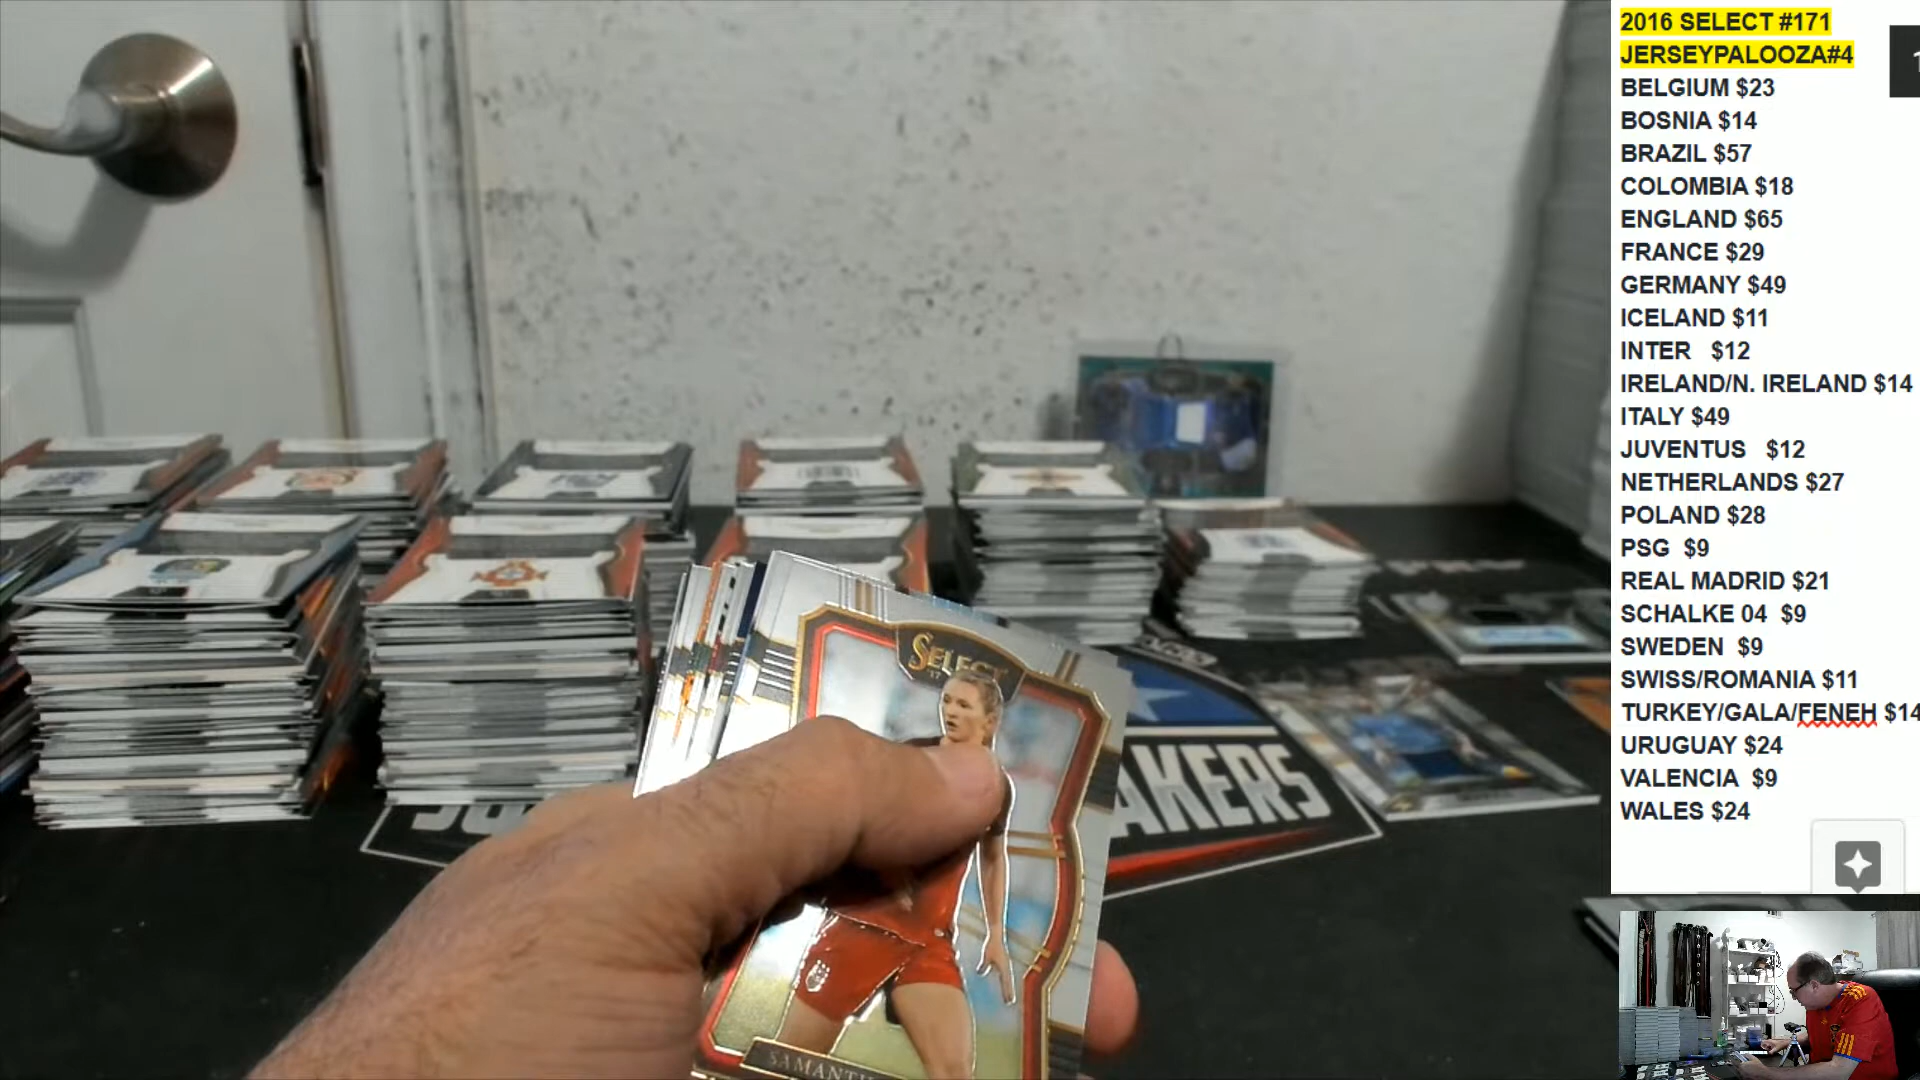 2016 SELECT #171
JERSEYPALOOZA#4
BELGIUM $23
BOSNIA $14
BRAZIL $57
COLOMBIA $18
ENGLAND $65
FRANCE $29
GERMANY $49
ICELAND $11
INTER $12
IRELAND/N. IRELAND $14
ITALY $49
JUVENTUS $12
NETHERLANDS $27
POLAND $28
PSG $9
REAL MADRID $21
SCHALKE 04 $9
SWEDEN $9
SWISS/ROMANIA $11
TURKEY/GALA/FENEH $14
URUGUAY $24
VALENCIA $9
WALES $24
SELECT
AKERS